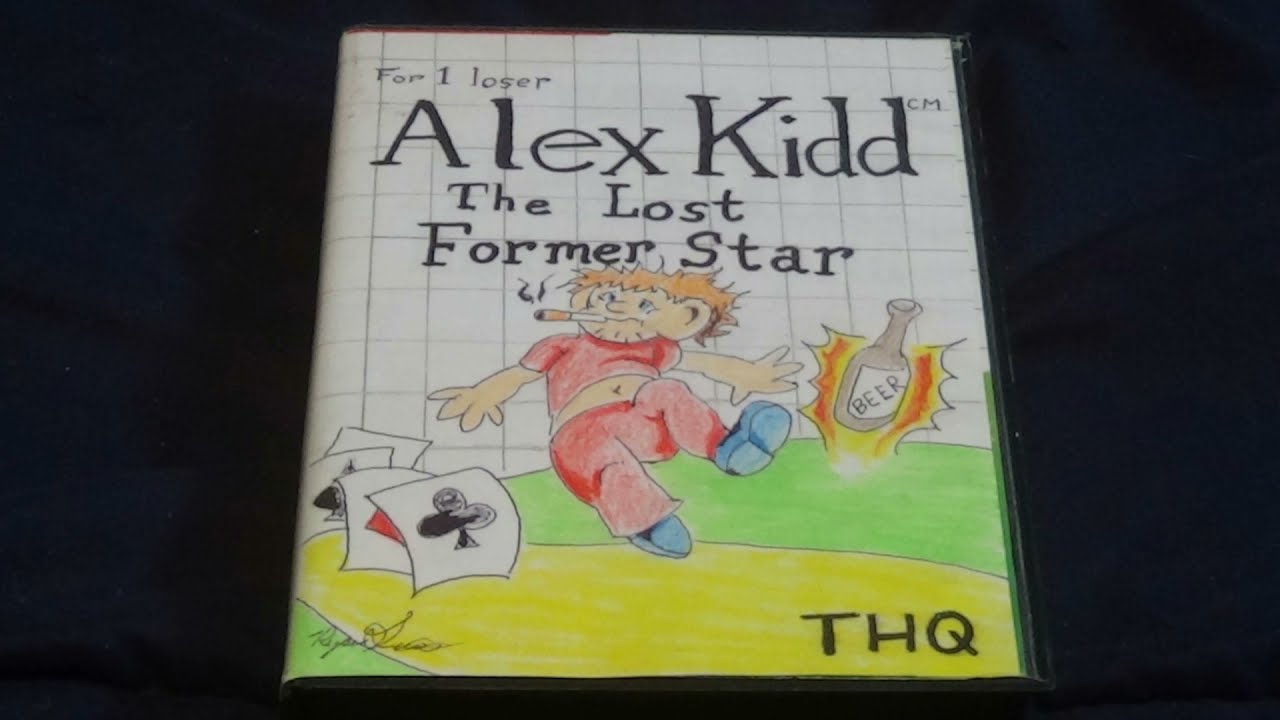 For 1 loser
Alex Kidd CM
The Lost
Former Star
BEER
THQ